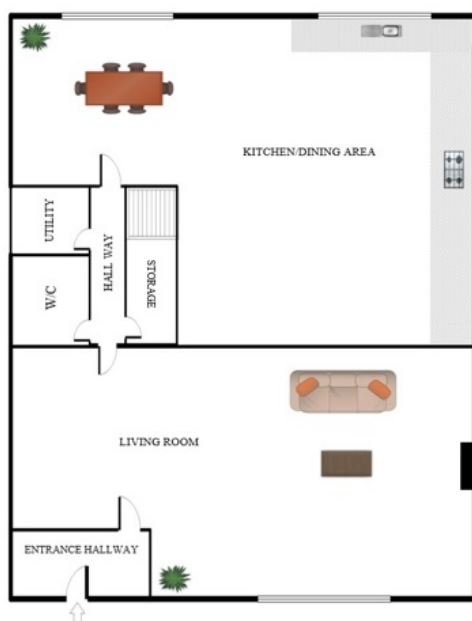 KITCHEN/DINING AREA
UTILITY
HALL WAY
STORAGE
W/C
LIVING ROOM
ENTRANCE HALLWAY